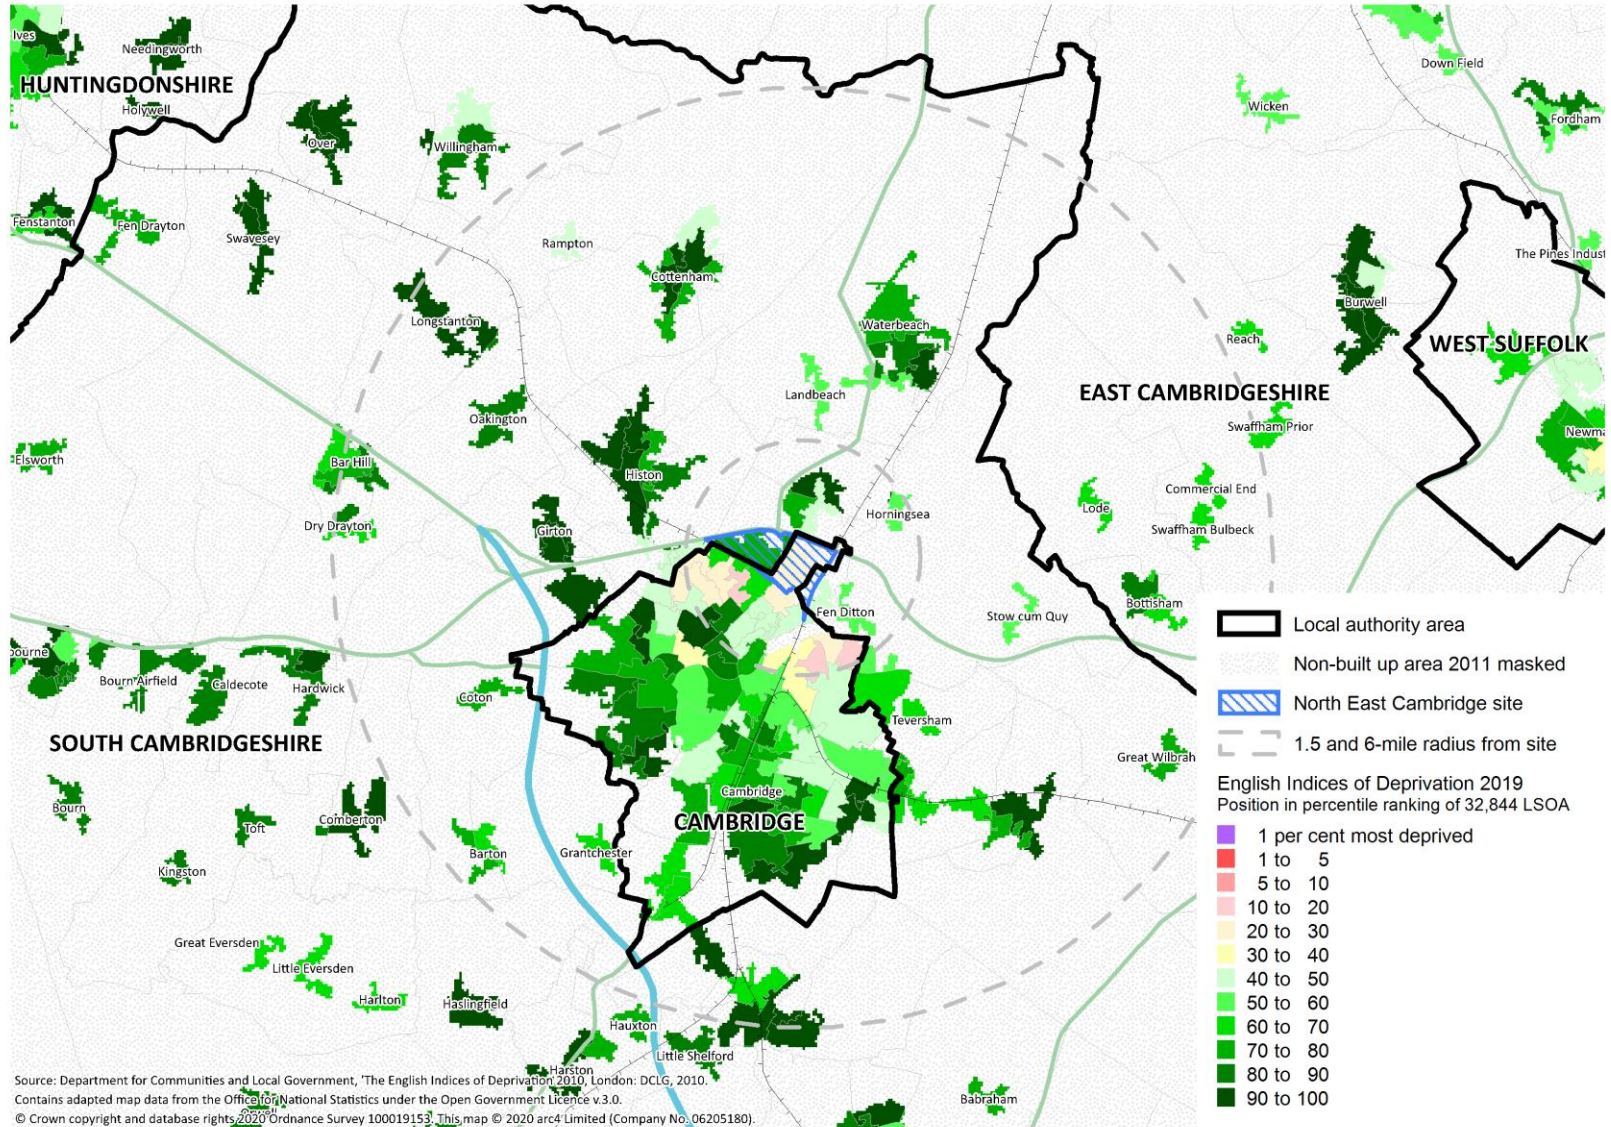 Ives
Needingworth
HUNTINGDONSHIRE
Holywell
Over
Willingham
Down Field
Wicken
Fordham
Fenstanton
Fen Drayton
Swavesey
Rampton
Cottenham
The Pines Indust
Longstanton
Waterbeach
Burwell
Reach
WEST SUFFOLK
Landbeach
EAST CAMBRIDGESHIRE
Oakington
Swaffham Prior
Newma
Elsworth
Bar Hill
Histon
Commercial End
Lode
Horningsea
Dry Drayton
Girton
Swaffham Bulbeck
Bottisham
Fen Ditton
Stow cum Quy
bourne
Bourn Airfield
Caldecote
Hardwick
Coton
Teversham
SOUTH CAMBRIDGESHIRE
Great Wilbrah
Cambridge
Bourn
Toft
Comberton
CAMBRIDGE
Barton
Grantchester
Kingston
Great Eversden
Little Eversden
Harlton
Haslingfield
Hauxton
Little Shelford
Harston
Babraham
Orwell
Local authority area
Non-built up area 2011 masked
North East Cambridge site
1.5 and 6-mile radius from site
English Indices of Deprivation 2019
Position in percentile ranking of 32,844 LSOA
1 per cent most deprived
1 to 5
5 to 10
10 to 20
20 to 30
30 to 40
40 to 50
50 to 60
60 to 70
70 to 80
80 to 90
90 to 100
Source: Department for Communities and Local Government, 'The English Indices of Deprivation 2010, London: DCLG, 2010.
Contains adapted map data from the Office for National Statistics under the Open Government Licence v.3.0.
© Crown copyright and database rights 2020 Ordnance Survey 100019153. This map © 2020 arc4 Limited (Company No. 06205180).